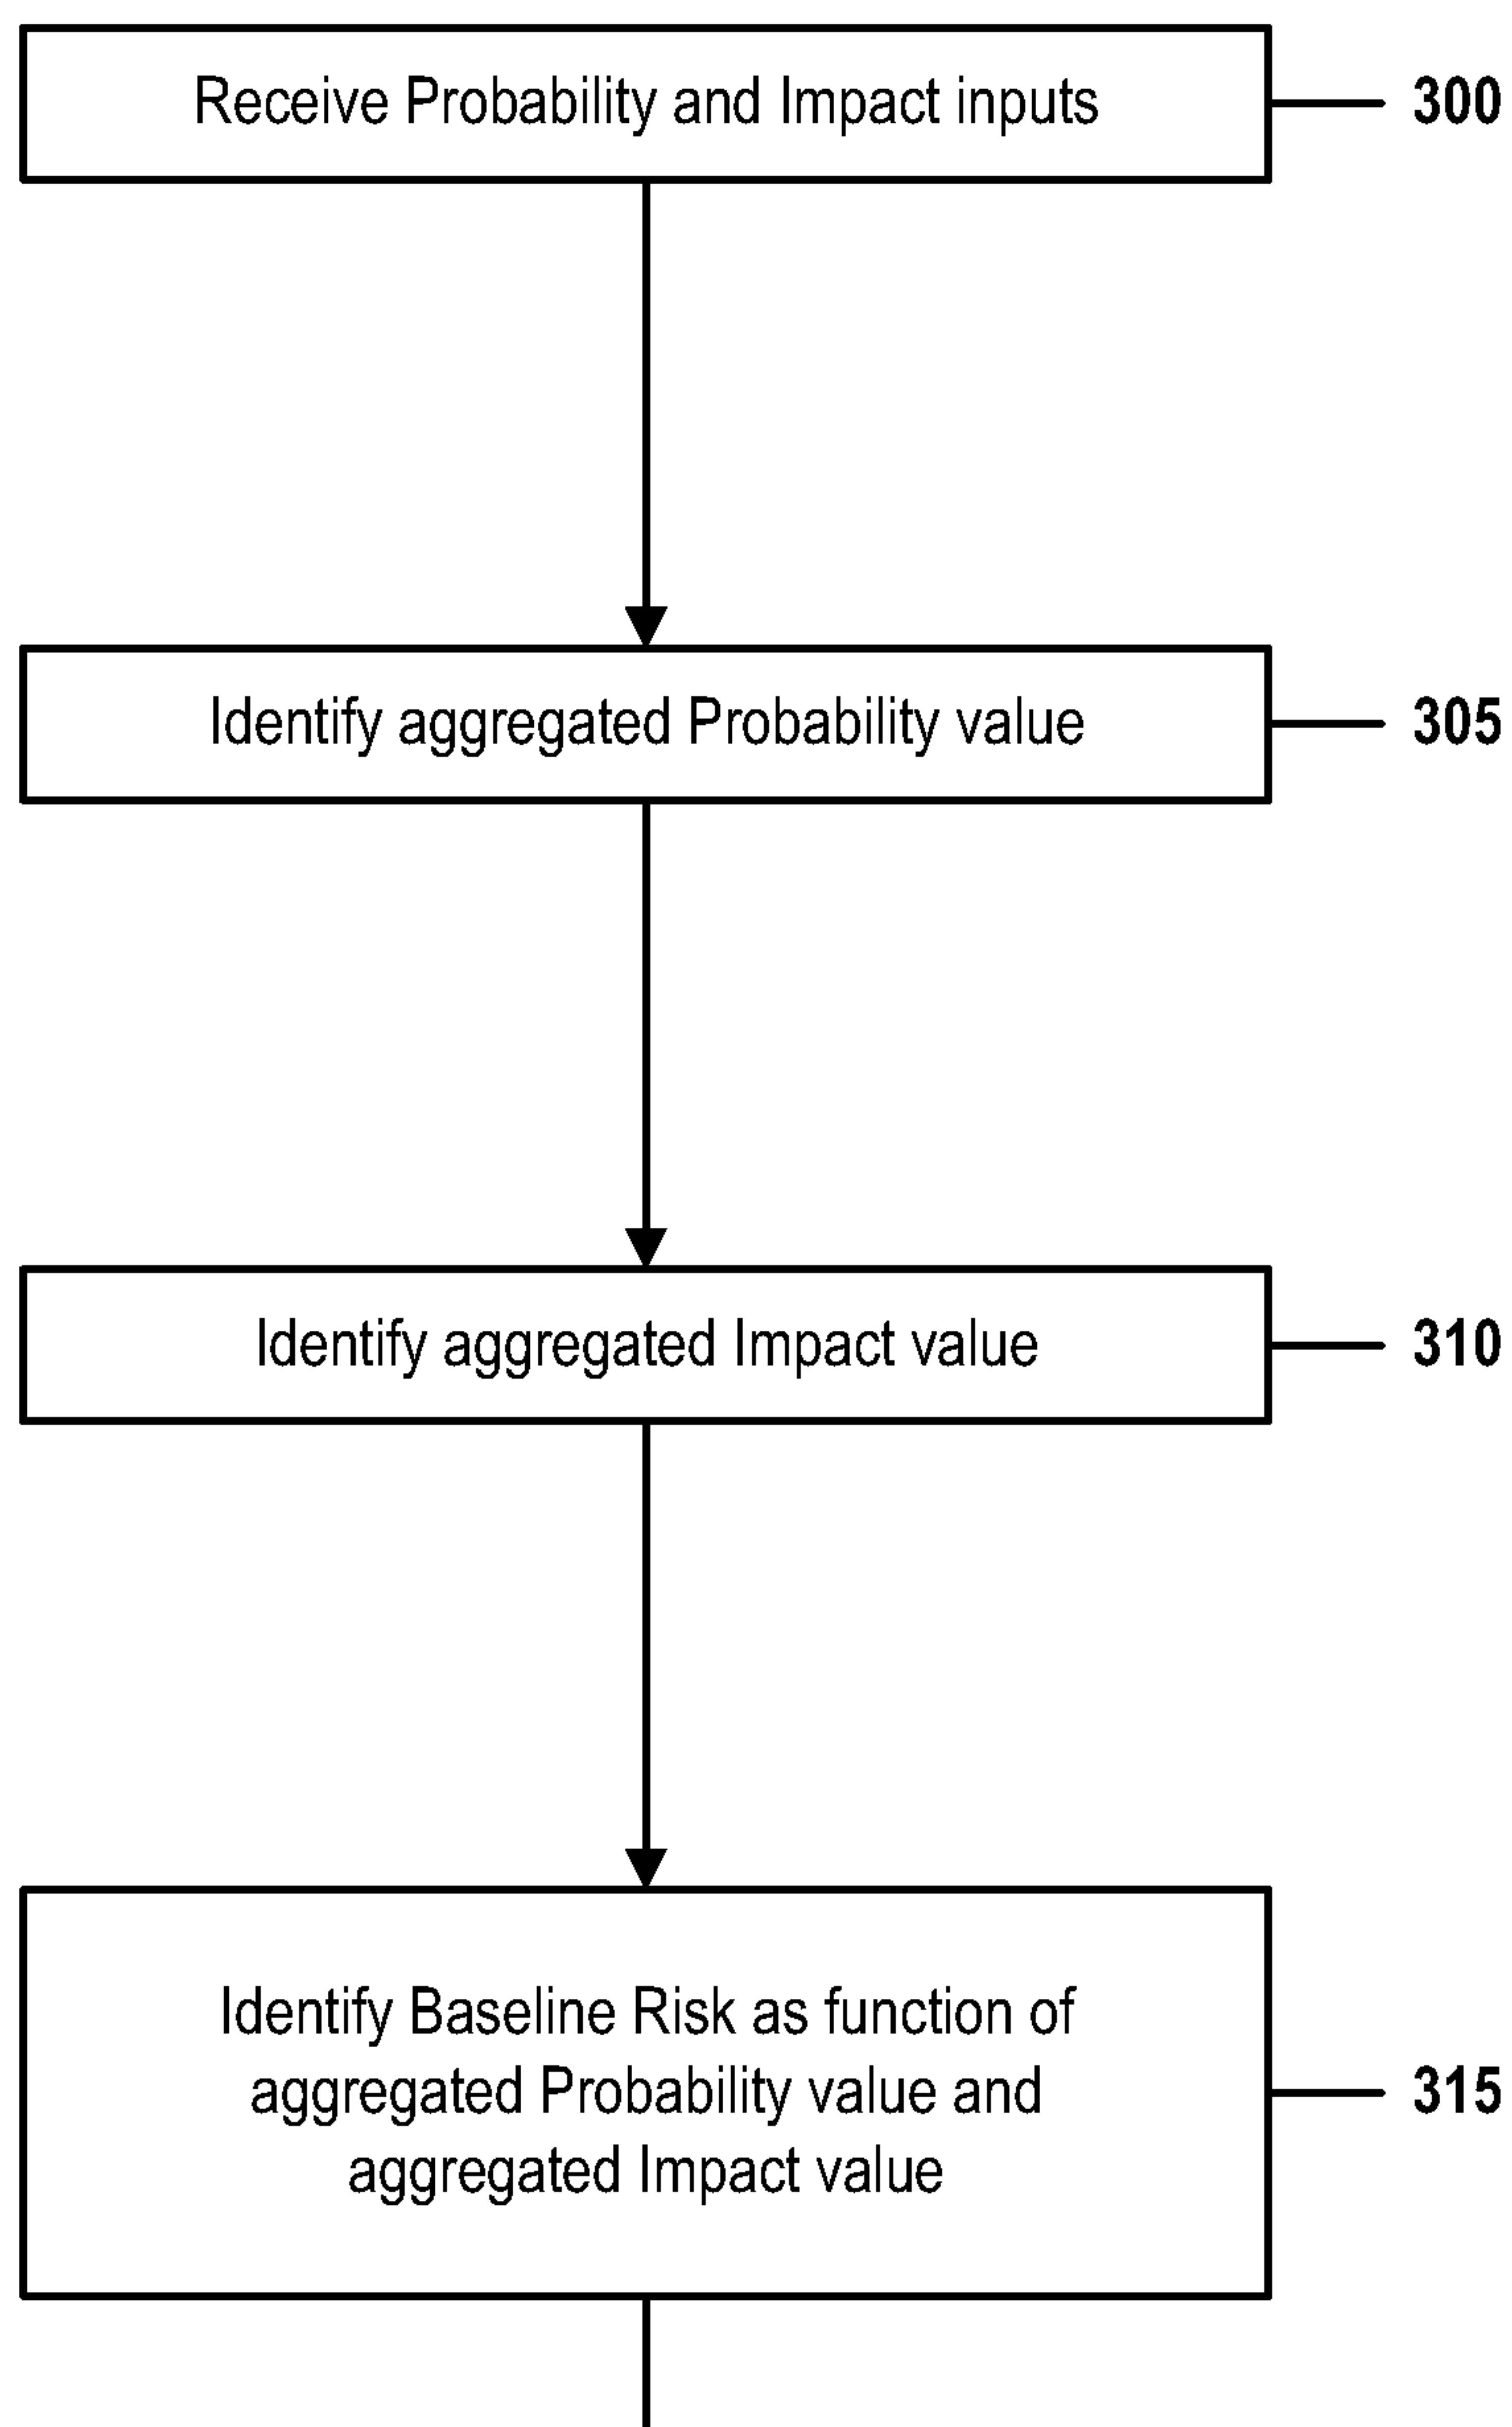 Receive Probability and Impact inputs
300
Identify aggregated Probability value
305
Identify aggregated Impact value
310
Identify Baseline Risk as function of
aggregated Probability value and
aggregated Impact value
315